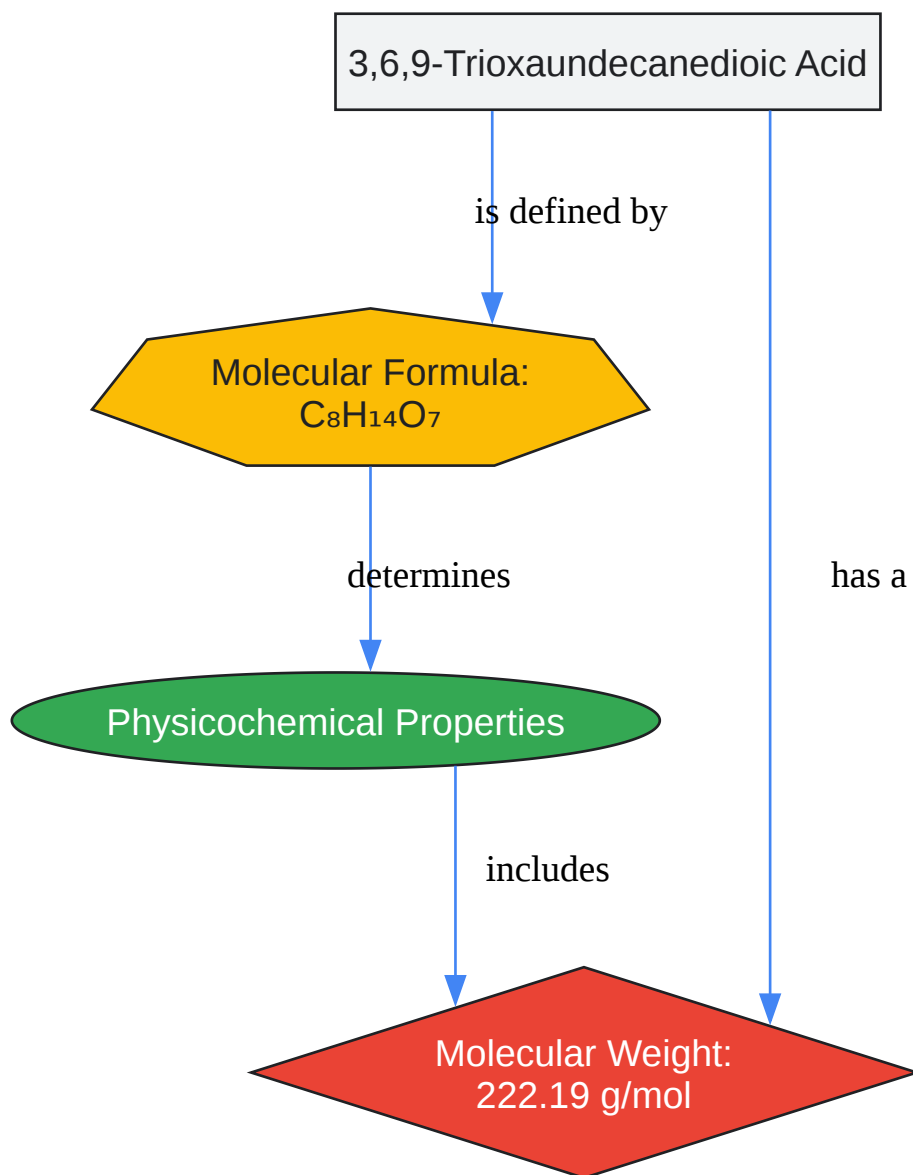 3,6,9-Trioxaundecanedioic Acid
is defined by
Molecular Formula:
C₈H₁₄O₇
determines
has a
Physicochemical Properties
includes
Molecular Weight:
222.19 g/mol